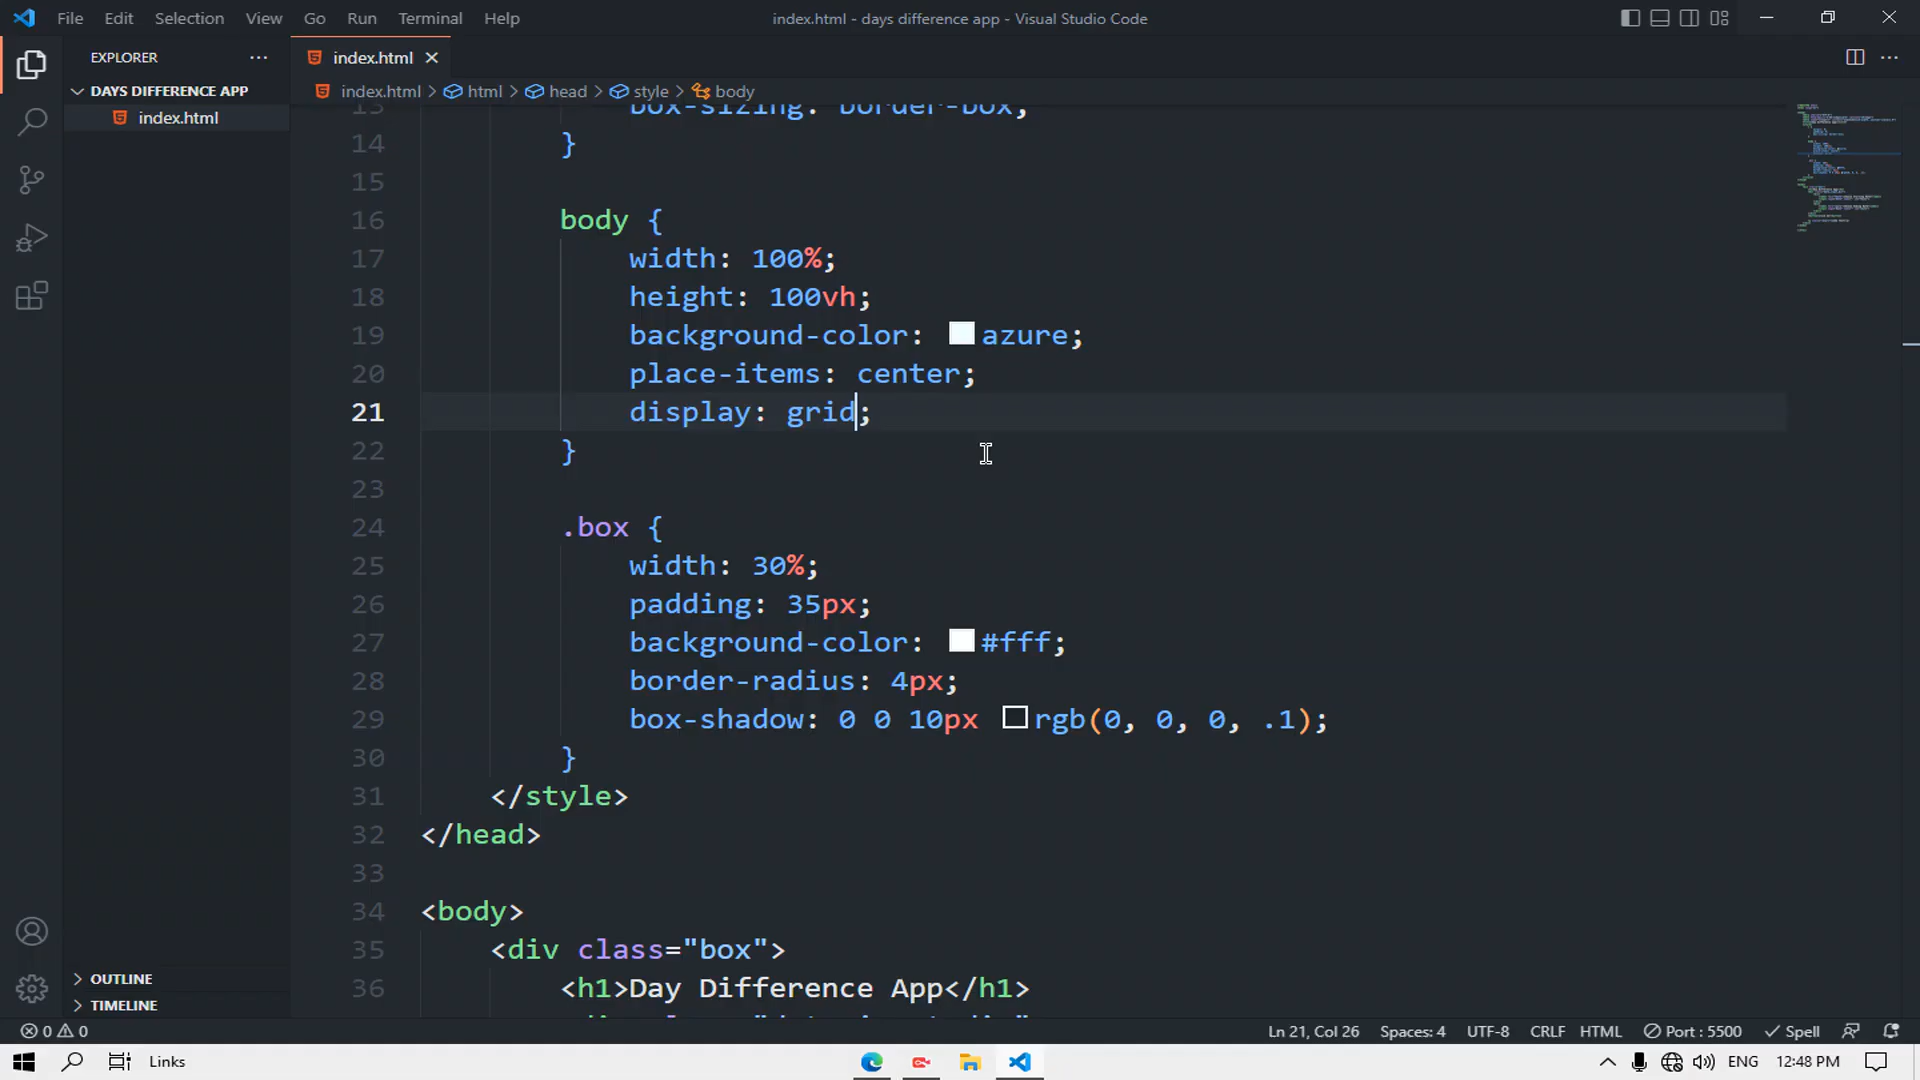 File Edit Selection View Go Run Terminal Help
index.html - days difference app - Visual Studio Code
EXPLORER
index.html
DAYS DIFFERENCE APP
index.html
index.html > html > head > style > body
13 box-sizing: border-box;
14 }
15
16 body {
17 width: 100%;
18 height: 100vh;
19 background-color: azure;
20 place-items: center;
21 display: grid;
22 }
23
24 .box {
25 width: 30%;
26 padding: 35px;
27 background-color: #fff;
28 border-radius: 4px;
29 box-shadow: 0 0 10px rgb(0, 0, 0, .1);
30 }
31 </style>
32 </head>
33
34 <body>
35 <div class="box">
36 <h1>Day Difference App</h1>
OUTLINE
TIMELINE
0 0
Ln 21, Col 26 Spaces: 4 UTF-8 CRLF HTML Port : 5500 Spell
Links
ENG 12:48 PM